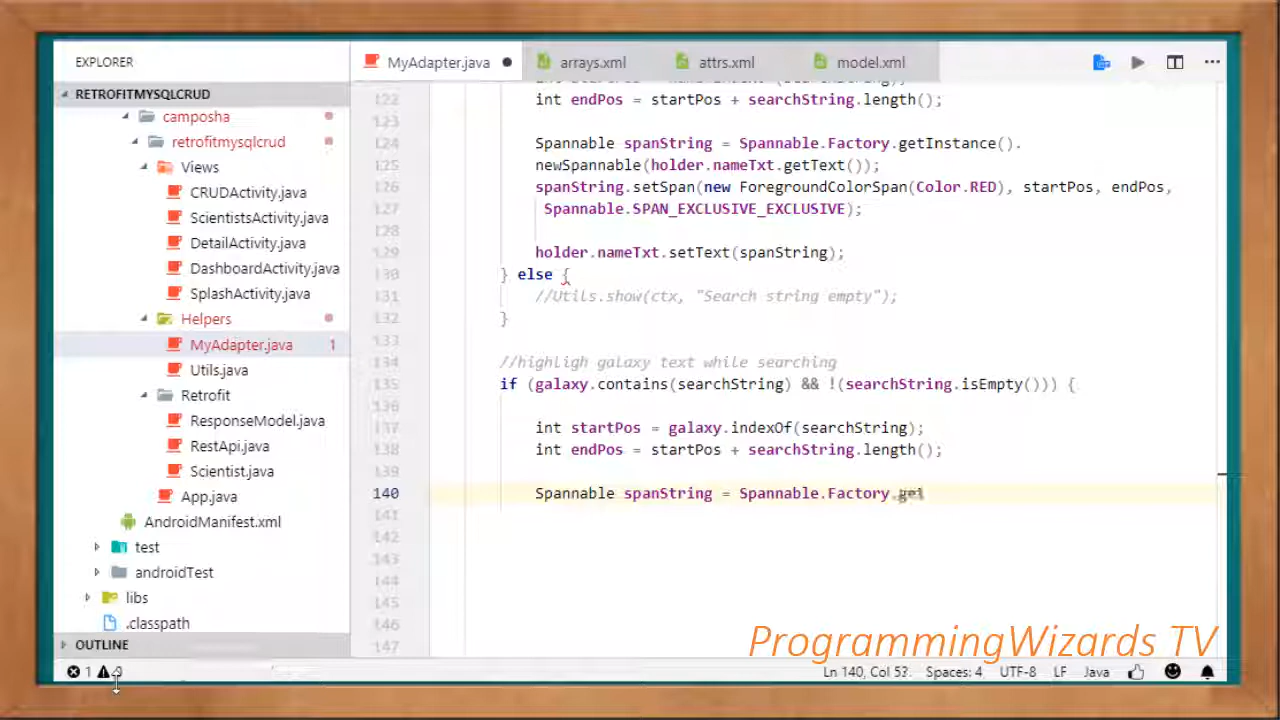 EXPLORER
MyAdapter.java
arrays.xml
attrs.xml
model.xml
RETROFITMYSQLCRUD
camposha
retrofitmysqlcrud
Views
CRUDActivity.java
ScientistsActivity.java
DetailActivity.java
DashboardActivity.java
SplashActivity.java
Helpers
MyAdapter.java 1
Utils.java
Retrofit
ResponseModel.java
RestApi.java
Scientist.java
App.java
AndroidManifest.xml
test
androidTest
libs
.classpath
OUTLINE
122 int endPos = startPos + searchString.length();
123
124 Spannable spanString = Spannable.Factory.getInstance().
125 newSpannable(holder.nameTxt.getText());
126 spanString.setSpan(new ForegroundColorSpan(Color.RED), startPos, endPos,
127 Spannable.SPAN_EXCLUSIVE_EXCLUSIVE);
128
129 holder.nameTxt.setText(spanString);
130 } else {
131 //Utils.show(ctx, "Search string empty");
132 }
133
134 //highligh galaxy text while searching
135 if (galaxy.contains(searchString) && !(searchString.isEmpty())) {
136
137 int startPos = galaxy.indexOf(searchString);
138 int endPos = startPos + searchString.length();
139
140 Spannable spanString = Spannable.Factory
141
142
143
144
145
146
147
ProgrammingWizards TV
1
Ln 140, Col
Spaces: 4
UTF-8
LF
Java